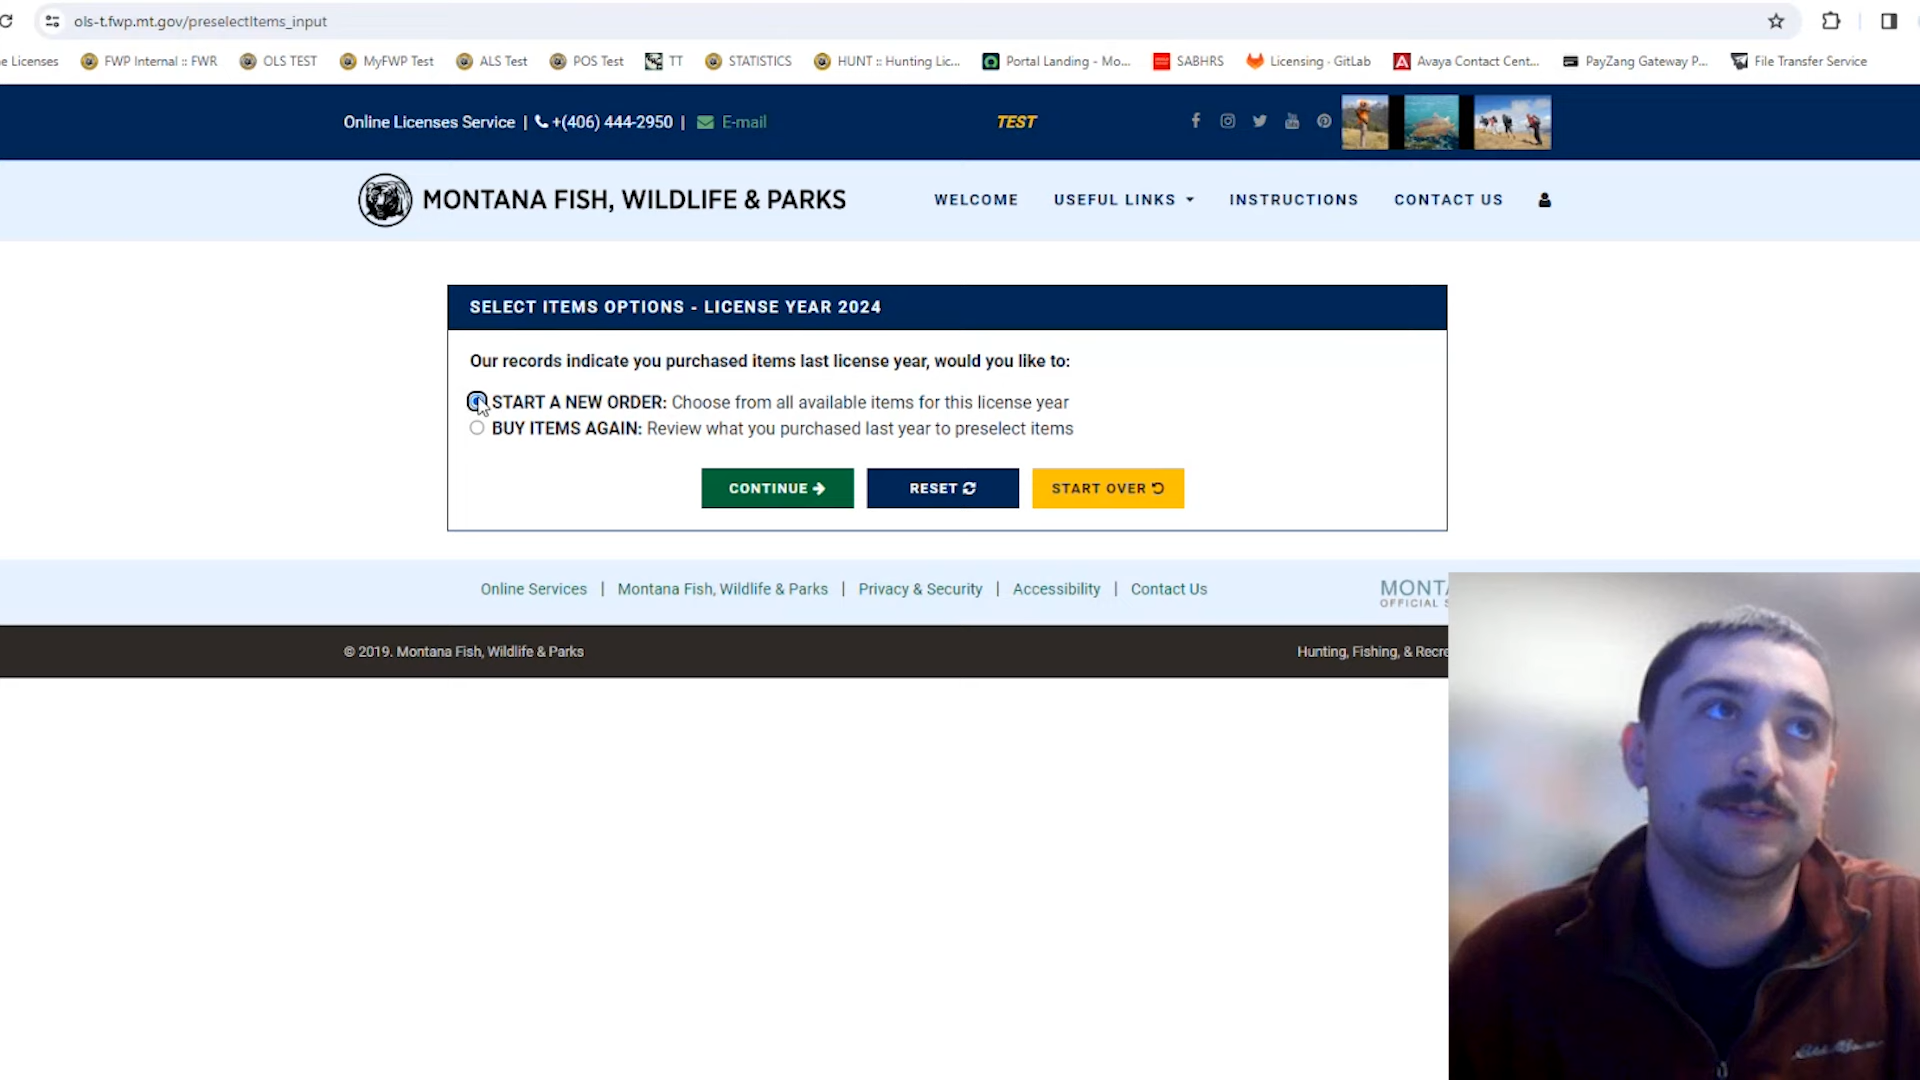 ols-t.fwp.mt.gov/preselectItems_input
e Licenses FWP Internal :: FWR OLS TEST MyFWP Test ALS Test POS Test TT STATISTICS HUNT :: Hunting Lic... Portal Landing - Mo... SABHRS Licensing · GitLab Avaya Contact Cent... PayZang Gateway P... File Transfer Service
Online Licenses Service | +(406) 444-2950 | E-mail TEST
MONTANA FISH, WILDLIFE & PARKS WELCOME USEFUL LINKS INSTRUCTIONS CONTACT US
SELECT ITEMS OPTIONS - LICENSE YEAR 2024
Our records indicate you purchased items last license year, would you like to:
START A NEW ORDER: Choose from all available items for this license year
BUY ITEMS AGAIN: Review what you purchased last year to preselect items
CONTINUE RESET START OVER
Online Services | Montana Fish, Wildlife & Parks | Privacy & Security | Accessibility | Contact Us MONTA
OFFICIAL S
© 2019. Montana Fish, Wildlife & Parks Hunting, Fishing, & Recre